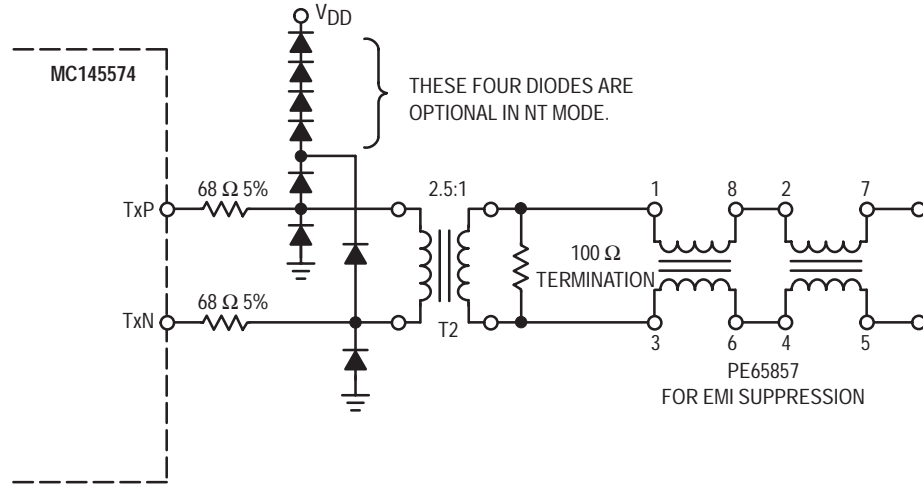 VDD
MC145574
THESE FOUR DIODES ARE
OPTIONAL IN NT MODE.
68 Ω 5%
2.5:1
1
8
2
7
TxP
100 Ω
TERMINATION
68 Ω 5%
TxN
T2
3
6
4
5
PE65857
FOR EMI SUPPRESSION